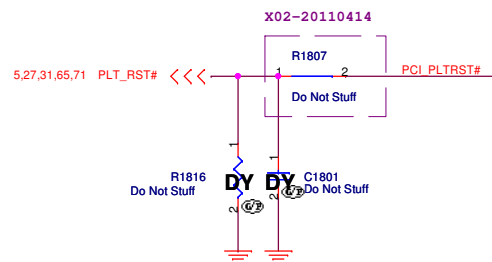 X02-20110414
R1807
5,27,31,65,71 PLT_RST# 1 2 PCI_PLTRST#
Do Not Stuff
1 1
R1816 DY DY C1801
Do Not Stuff Do Not Stuff
2 G/P 2 G/P